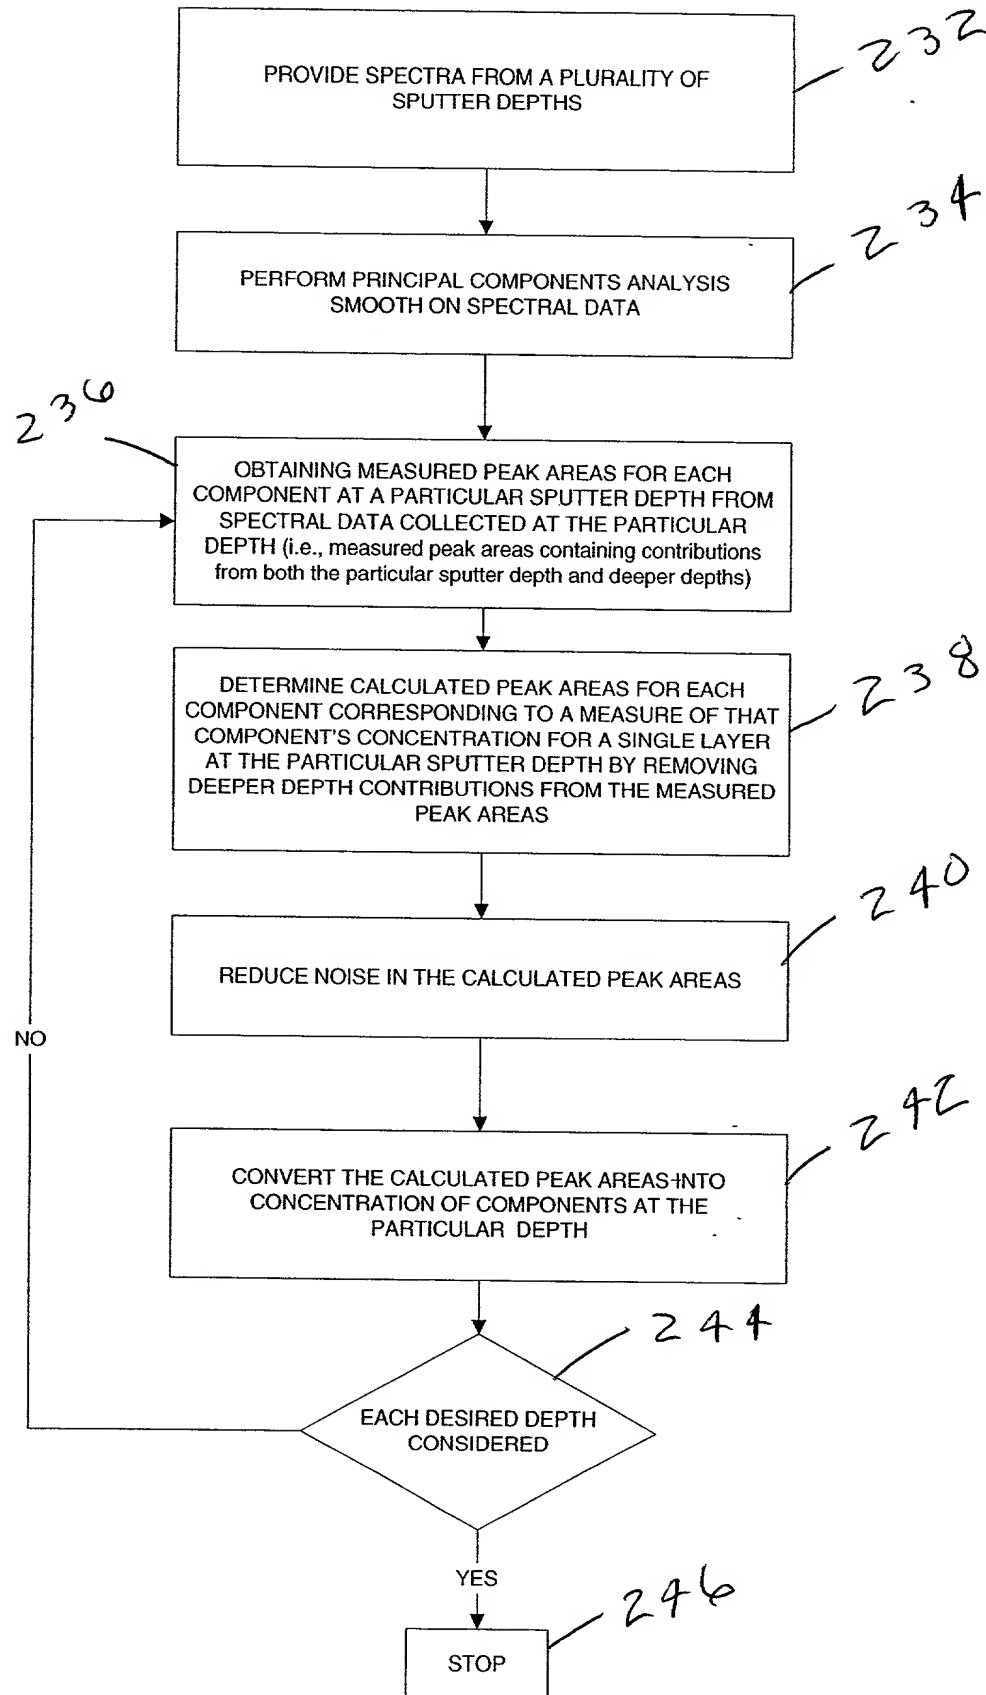 232
PROVIDE SPECTRA FROM A PLURALITY OF
SPUTTER DEPTHS
234
PERFORM PRINCIPAL COMPONENTS ANALYSIS
SMOOTH ON SPECTRAL DATA
236
OBTAINING MEASURED PEAK AREAS FOR EACH
COMPONENT AT A PARTICULAR SPUTTER DEPTH FROM
SPECTRAL DATA COLLECTED AT THE PARTICULAR
DEPTH (i.e., measured peak areas containing contributions
from both the particular sputter depth and deeper depths)
238
DETERMINE CALCULATED PEAK AREAS FOR EACH
COMPONENT CORRESPONDING TO A MEASURE OF THAT
COMPONENT'S CONCENTRATION FOR A SINGLE LAYER
AT THE PARTICULAR SPUTTER DEPTH BY REMOVING
DEEPER DEPTH CONTRIBUTIONS FROM THE MEASURED
PEAK AREAS
240
REDUCE NOISE IN THE CALCULATED PEAK AREAS
NO
242
CONVERT THE CALCULATED PEAK AREAS INTO
CONCENTRATION OF COMPONENTS AT THE
PARTICULAR DEPTH
244
EACH DESIRED DEPTH
CONSIDERED
YES
246
STOP